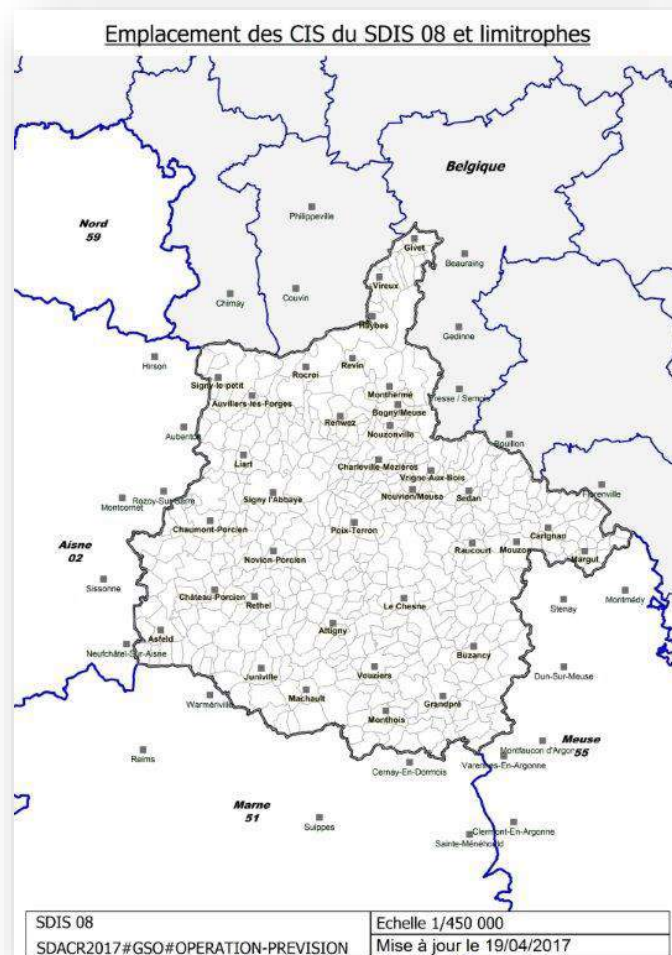 Emplacement des CIS du SDIS 08 et limitrophes
Belgique
Philippeville
Nord
59
Givet
Beauraing
Vireux
Couvin
Chimay
Haybes
Gedinne
Hirson
Revin
Rocroi
Signy-le-petit
Monthermé
Vresse / Semois
Auvillers-les-Forges
Bogny/Meuse
Renwez
Nouzonville
Aubenton
Bouillon
Liart
Charleville-Mézières
Vrigne-Aux-Bois
Florenville
Rozoy-Sur-Serre
Montcornet
Signy l'Abbaye
Nouvion/Meuse
Sedan
Chaumont-Porcien
Poix-Terron
Carignan
Aisne
02
Raucourt
Mouzon
Novion-Porcien
Margut
Sissonne
Château-Porcien
Rethel
Le Chesne
Stenay
Montmédy
Attigny
Asfeld
Neufchâtel-Sur-Aisne
Buzancy
Juniville
Vouziers
Dun-Sur-Meuse
Warmériville
Machault
Grandpré
Monthois
Meuse
55
Montfaucon d'Argon
Reims
Varennes-En-Argonne
Cernay-En-Dormois
Marne
51
Suippes
Clermont-En-Argonne
Sainte-Ménéhould
SDIS 08
Echelle 1/450 000
SDACR2017#GSO#OPERATION-PREVISION
Mise à jour le 19/04/2017